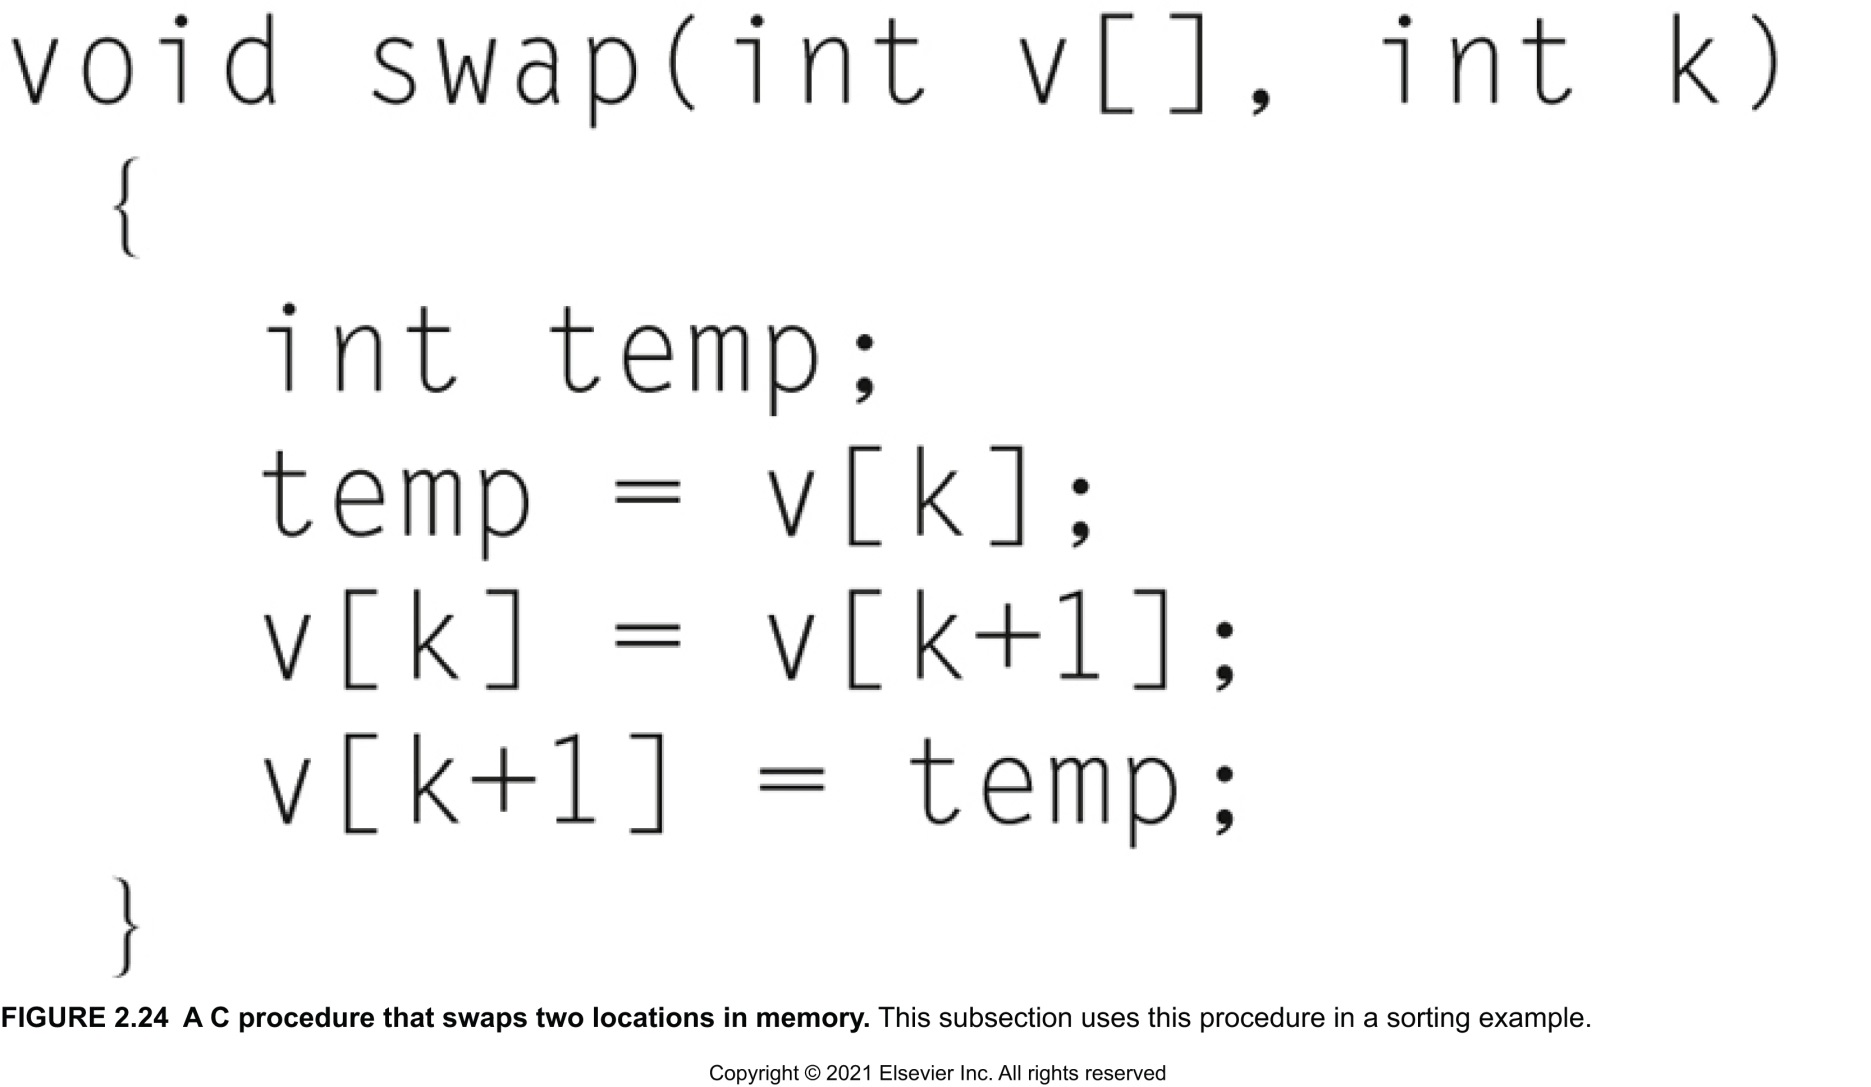 void swap(int v[], int k)
{
int temp;
temp = v[k];
v[k] = v[k+1];
v[k+1] = temp;
}
FIGURE 2.24 A C procedure that swaps two locations in memory. This subsection uses this procedure in a sorting example.
Copyright © 2021 Elsevier Inc. All rights reserved